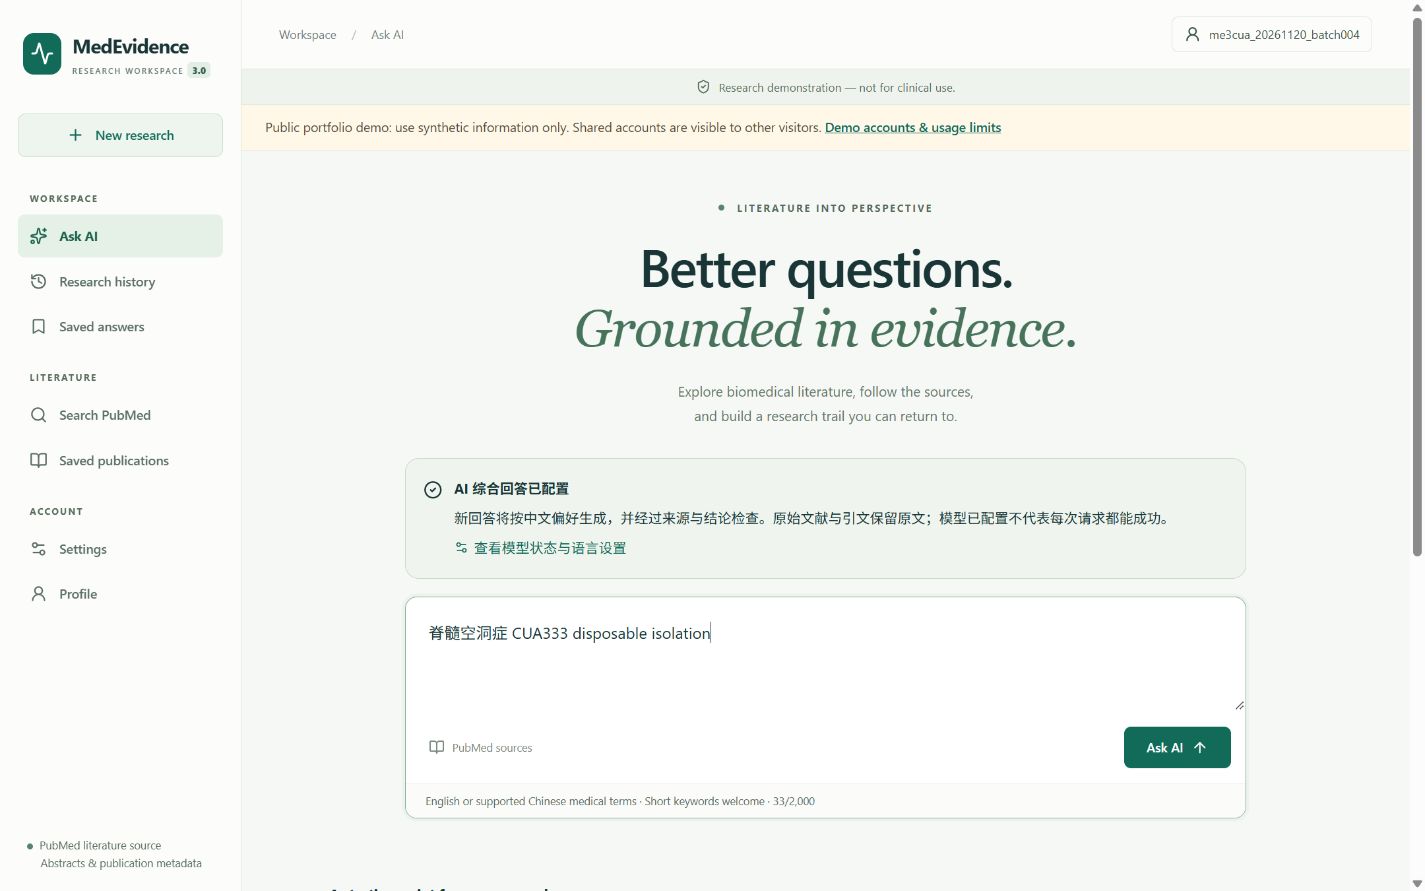 MedEvidence
RESEARCH WORKSPACE 3.0
New research
WORKSPACE
Ask AI
Research history
Saved answers
LITERATURE
Search PubMed
Saved publications
ACCOUNT
Settings
Profile
PubMed literature source
Abstracts & publication metadata
Workspace / Ask AI
me3cua_20261120_batch004
Research demonstration — not for clinical use.
Public portfolio demo: use synthetic information only. Shared accounts are visible to other visitors. Demo accounts & usage limits
LITERATURE INTO PERSPECTIVE
Better questions.
Grounded in evidence.
Explore biomedical literature, follow the sources,
and build a research trail you can return to.
AI 综合回答已配置
新回答将按中文偏好生成，并经过来源与结论检查。原始文献与引文保留原文；模型已配置不代表每次请求都能成功。
查看模型状态与语言设置
脊髓空洞症 CUA333 disposable isolation
PubMed sources
Ask AI
English or supported Chinese medical terms · Short keywords welcome · 33/2,000